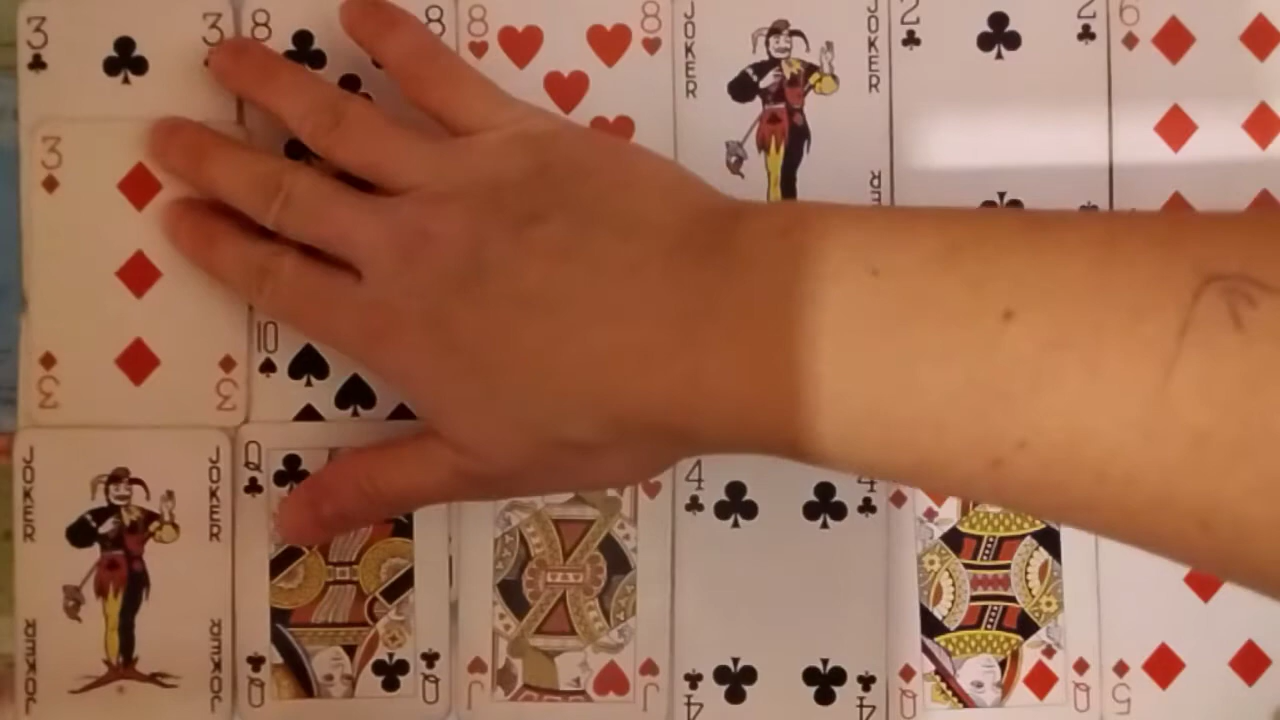 3 3 8 8 8 8 JOKER JOKER 2 2 6
3
10
3 3
JOKER JOKER Q 4 4
JOKER JOKER Q Q J J 4 4 Q Q 5